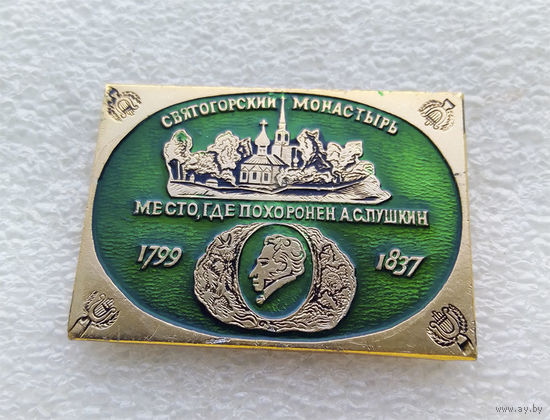 СВЯТОГОРСКИЙ МОНАСТЫРЬ
МЕСТО, ГДЕ ПОХОРОНЕН А.С.ПУШКИН
1799 1837
© www.ay.by